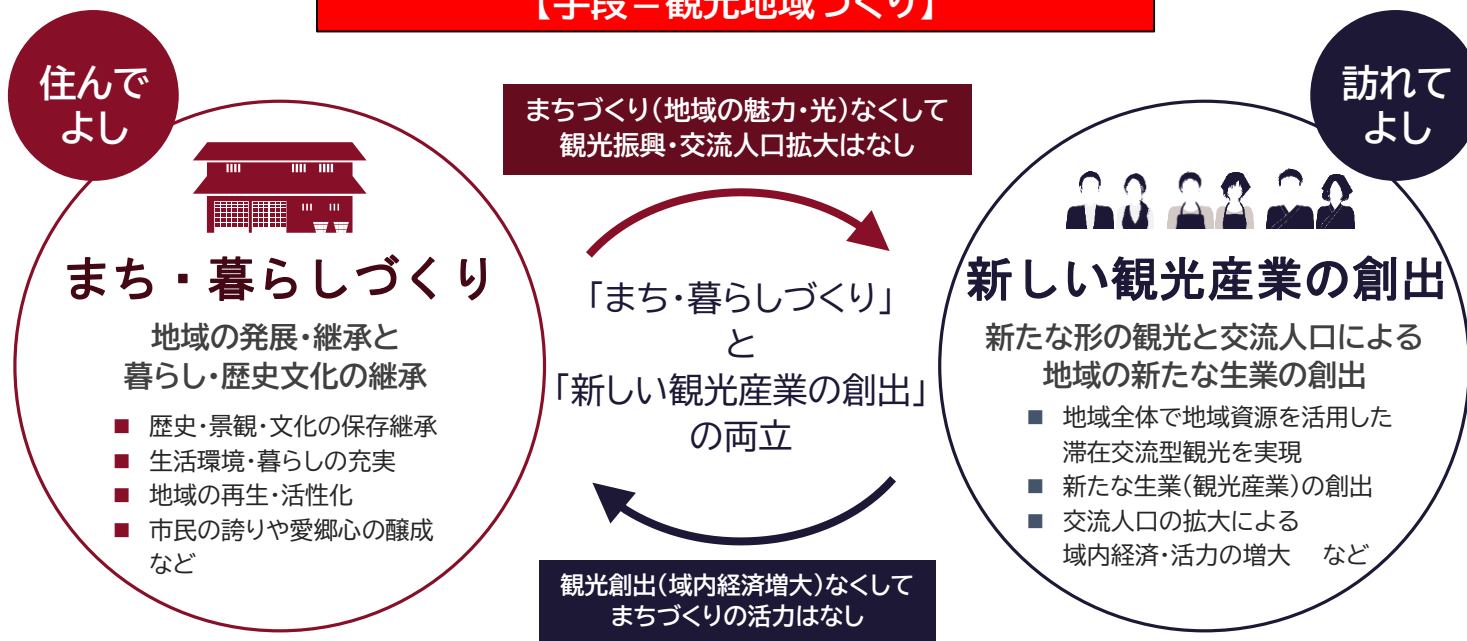 【手段=観光地域づくり】
住んで
よし
まち・暮らしづくり
地域の発展・継承と
暮らし・歴史文化の継承
■ 歴史・景観・文化の保存継承
■ 生活環境・暮らしの充実
■ 地域の再生・活性化
■ 市民の誇りや愛郷心の醸成
など
まちづくり(地域の魅力・光)なくして
観光振興・交流人口拡大はなし
「まち・暮らしづくり」
と
「新しい観光産業の創出」
の両立
観光創出(域内経済増大)なくして
まちづくりの活力はなし
訪れて
よし
新しい観光産業の創出
新たな形の観光と交流人口による
地域の新たな生業の創出
■ 地域全体で地域資源を活用した
滞在交流型観光を実現
■ 新たな生業(観光産業)の創出
■ 交流人口の拡大による
域内経済・活力の増大 など